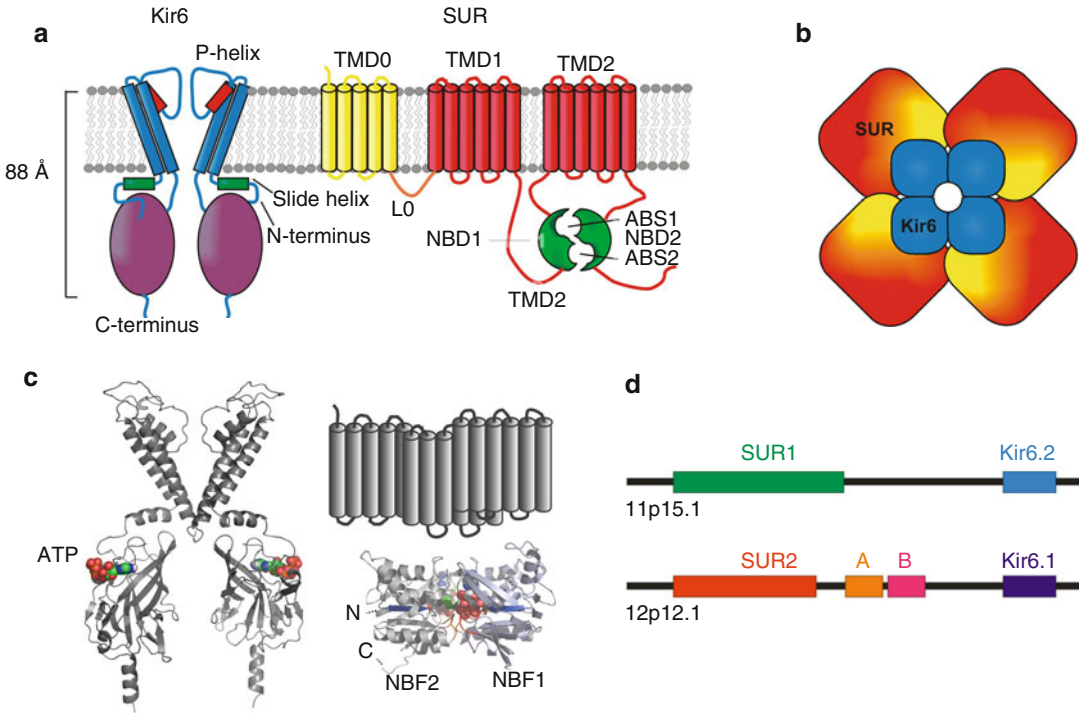 a
Kir6
SUR
P-helix
TMD0
TMD1
TMD2
88 Å
Slide helix
N-terminus
L0
NBD1
ABS1
NBD2
ABS2
TMD2
C-terminus
b
SUR
Kir6
c
ATP
N
C
NBF2
NBF1
d
SUR1
Kir6.2
11p15.1
SUR2
A
B
Kir6.1
12p12.1